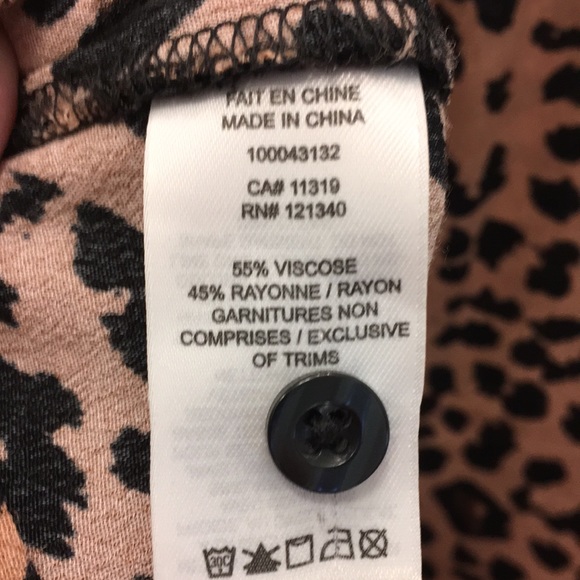 FAIT EN CHINE
MADE IN CHINA
100043132
CA# 11319
RN# 121340
55% VISCOSE
45% RAYONNE / RAYON
GARNITURES NON
COMPRISES / EXCLUSIVE
OF TRIMS
30C